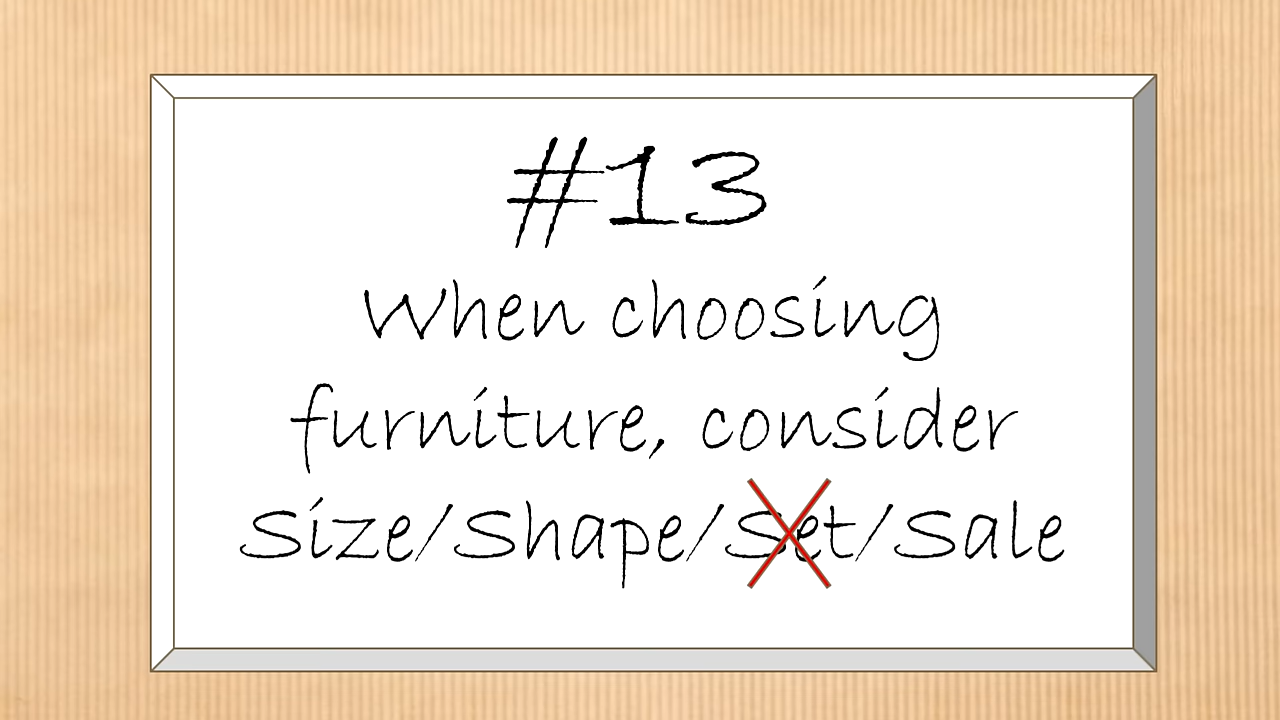 #13
When choosing
furniture, consider
Size/Shape/Set/Sale